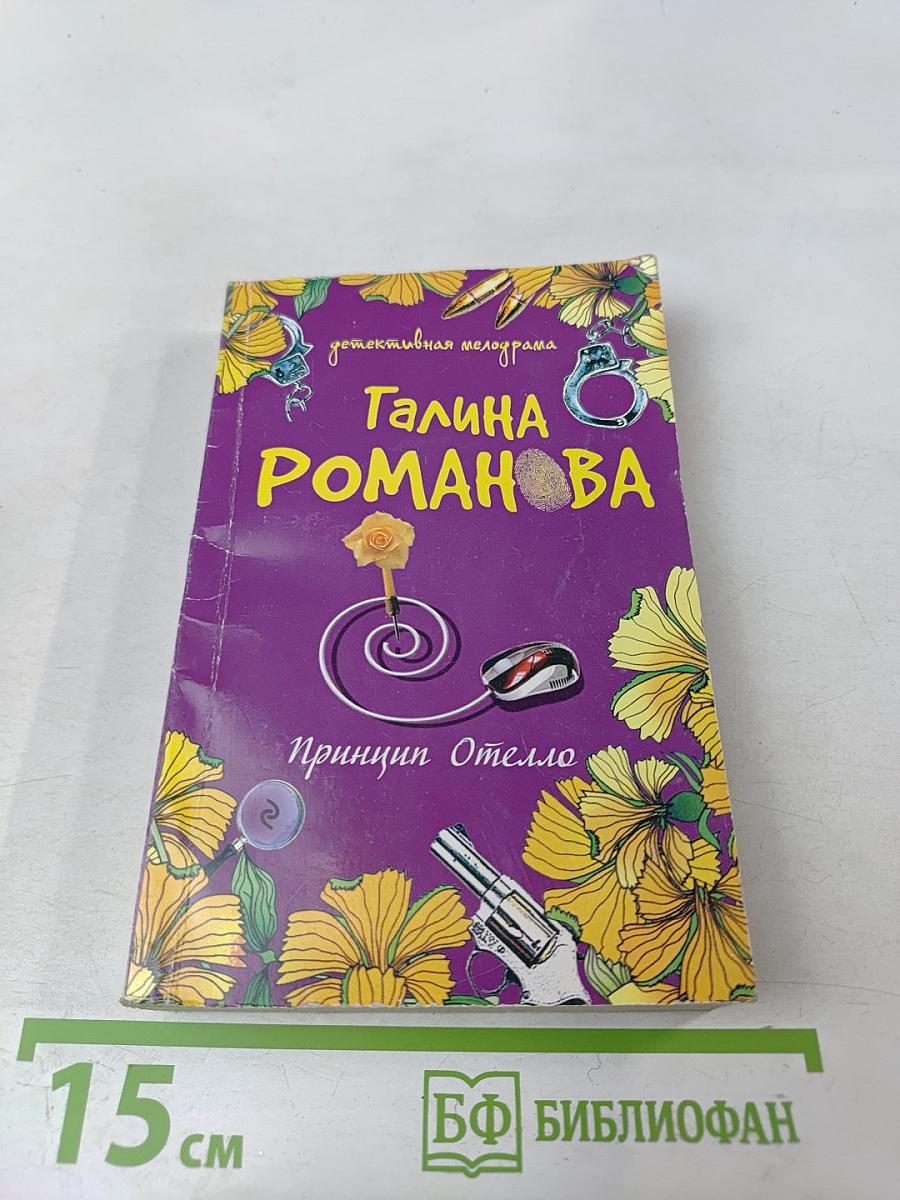 детективная мелодрама
Галина
РОМАНОВА
Принцип Отелло
15 см
БФ БИБЛИОФАН